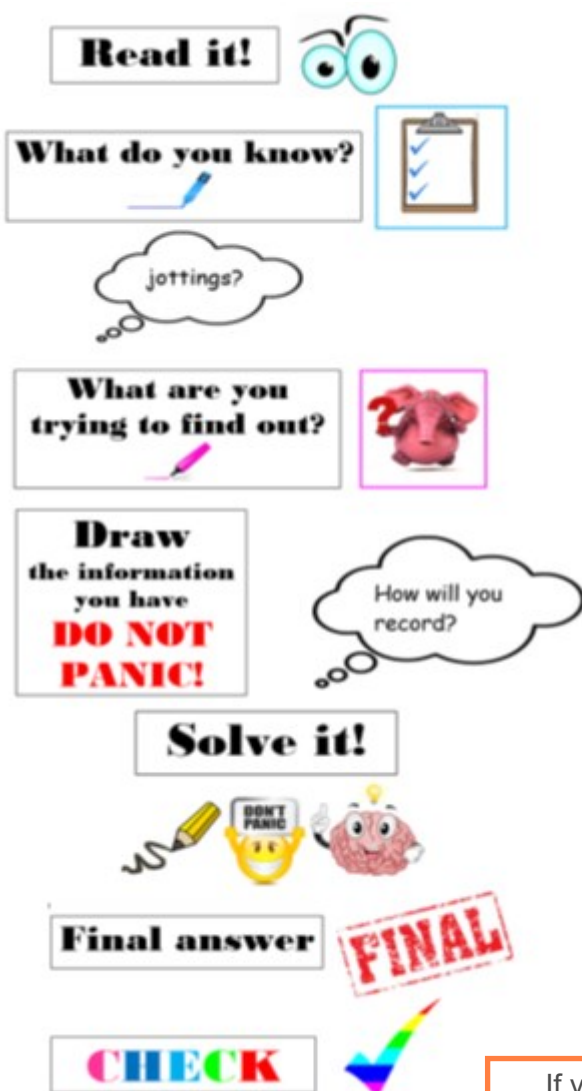 Read it!
What do you know?
jottings?
What are you
trying to find out?
?
Draw
the information
you have
DO NOT
PANIC!
How will you
record?
Solve it!
DON'T
PANIC
Final answer
FINAL
CHECK
If y